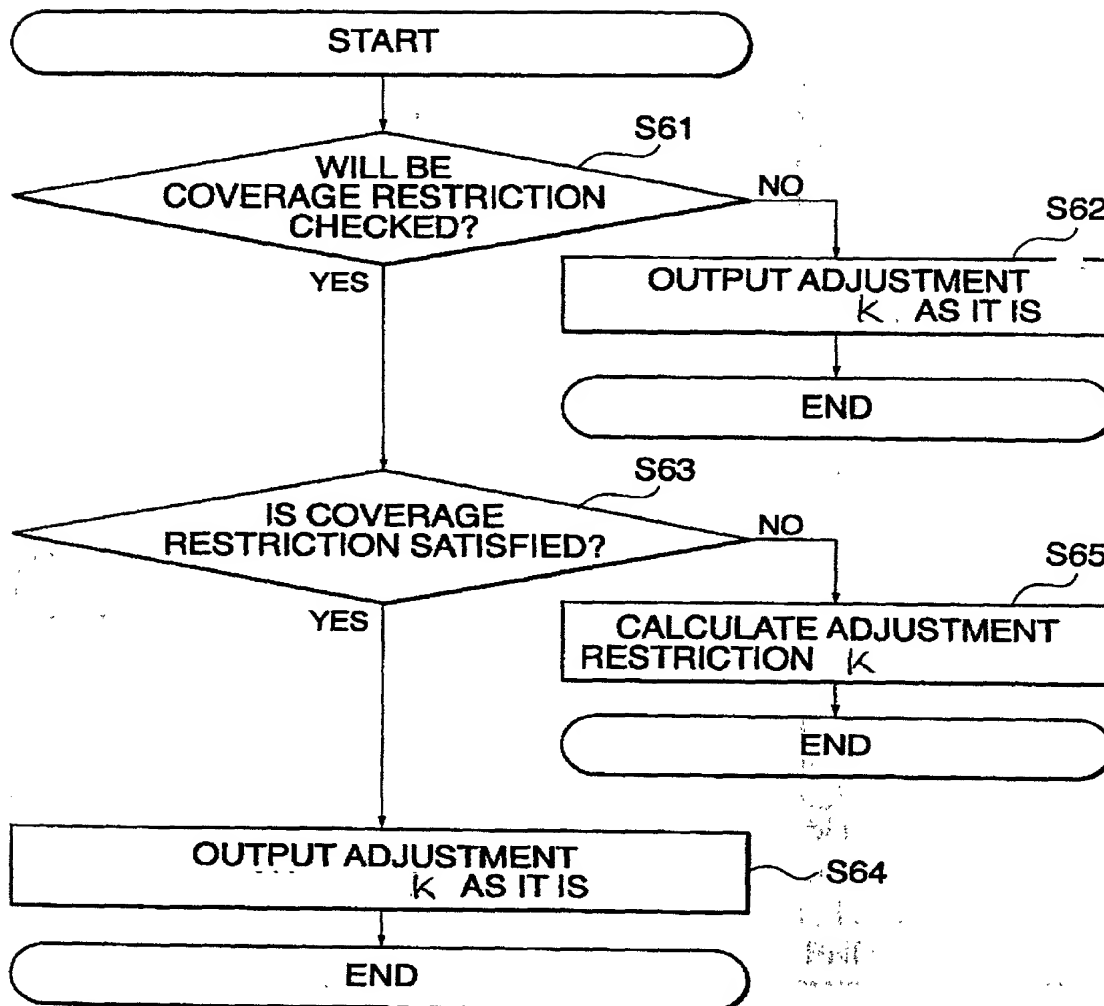 START
S61
WILL BE
COVERAGE RESTRICTION
CHECKED?
NO
YES
S62
OUTPUT ADJUSTMENT
K AS IT IS
END
S63
IS COVERAGE
RESTRICTION SATISFIED?
NO
YES
S65
CALCULATE ADJUSTMENT
RESTRICTION K
END
OUTPUT ADJUSTMENT
K AS IT IS
S64
END